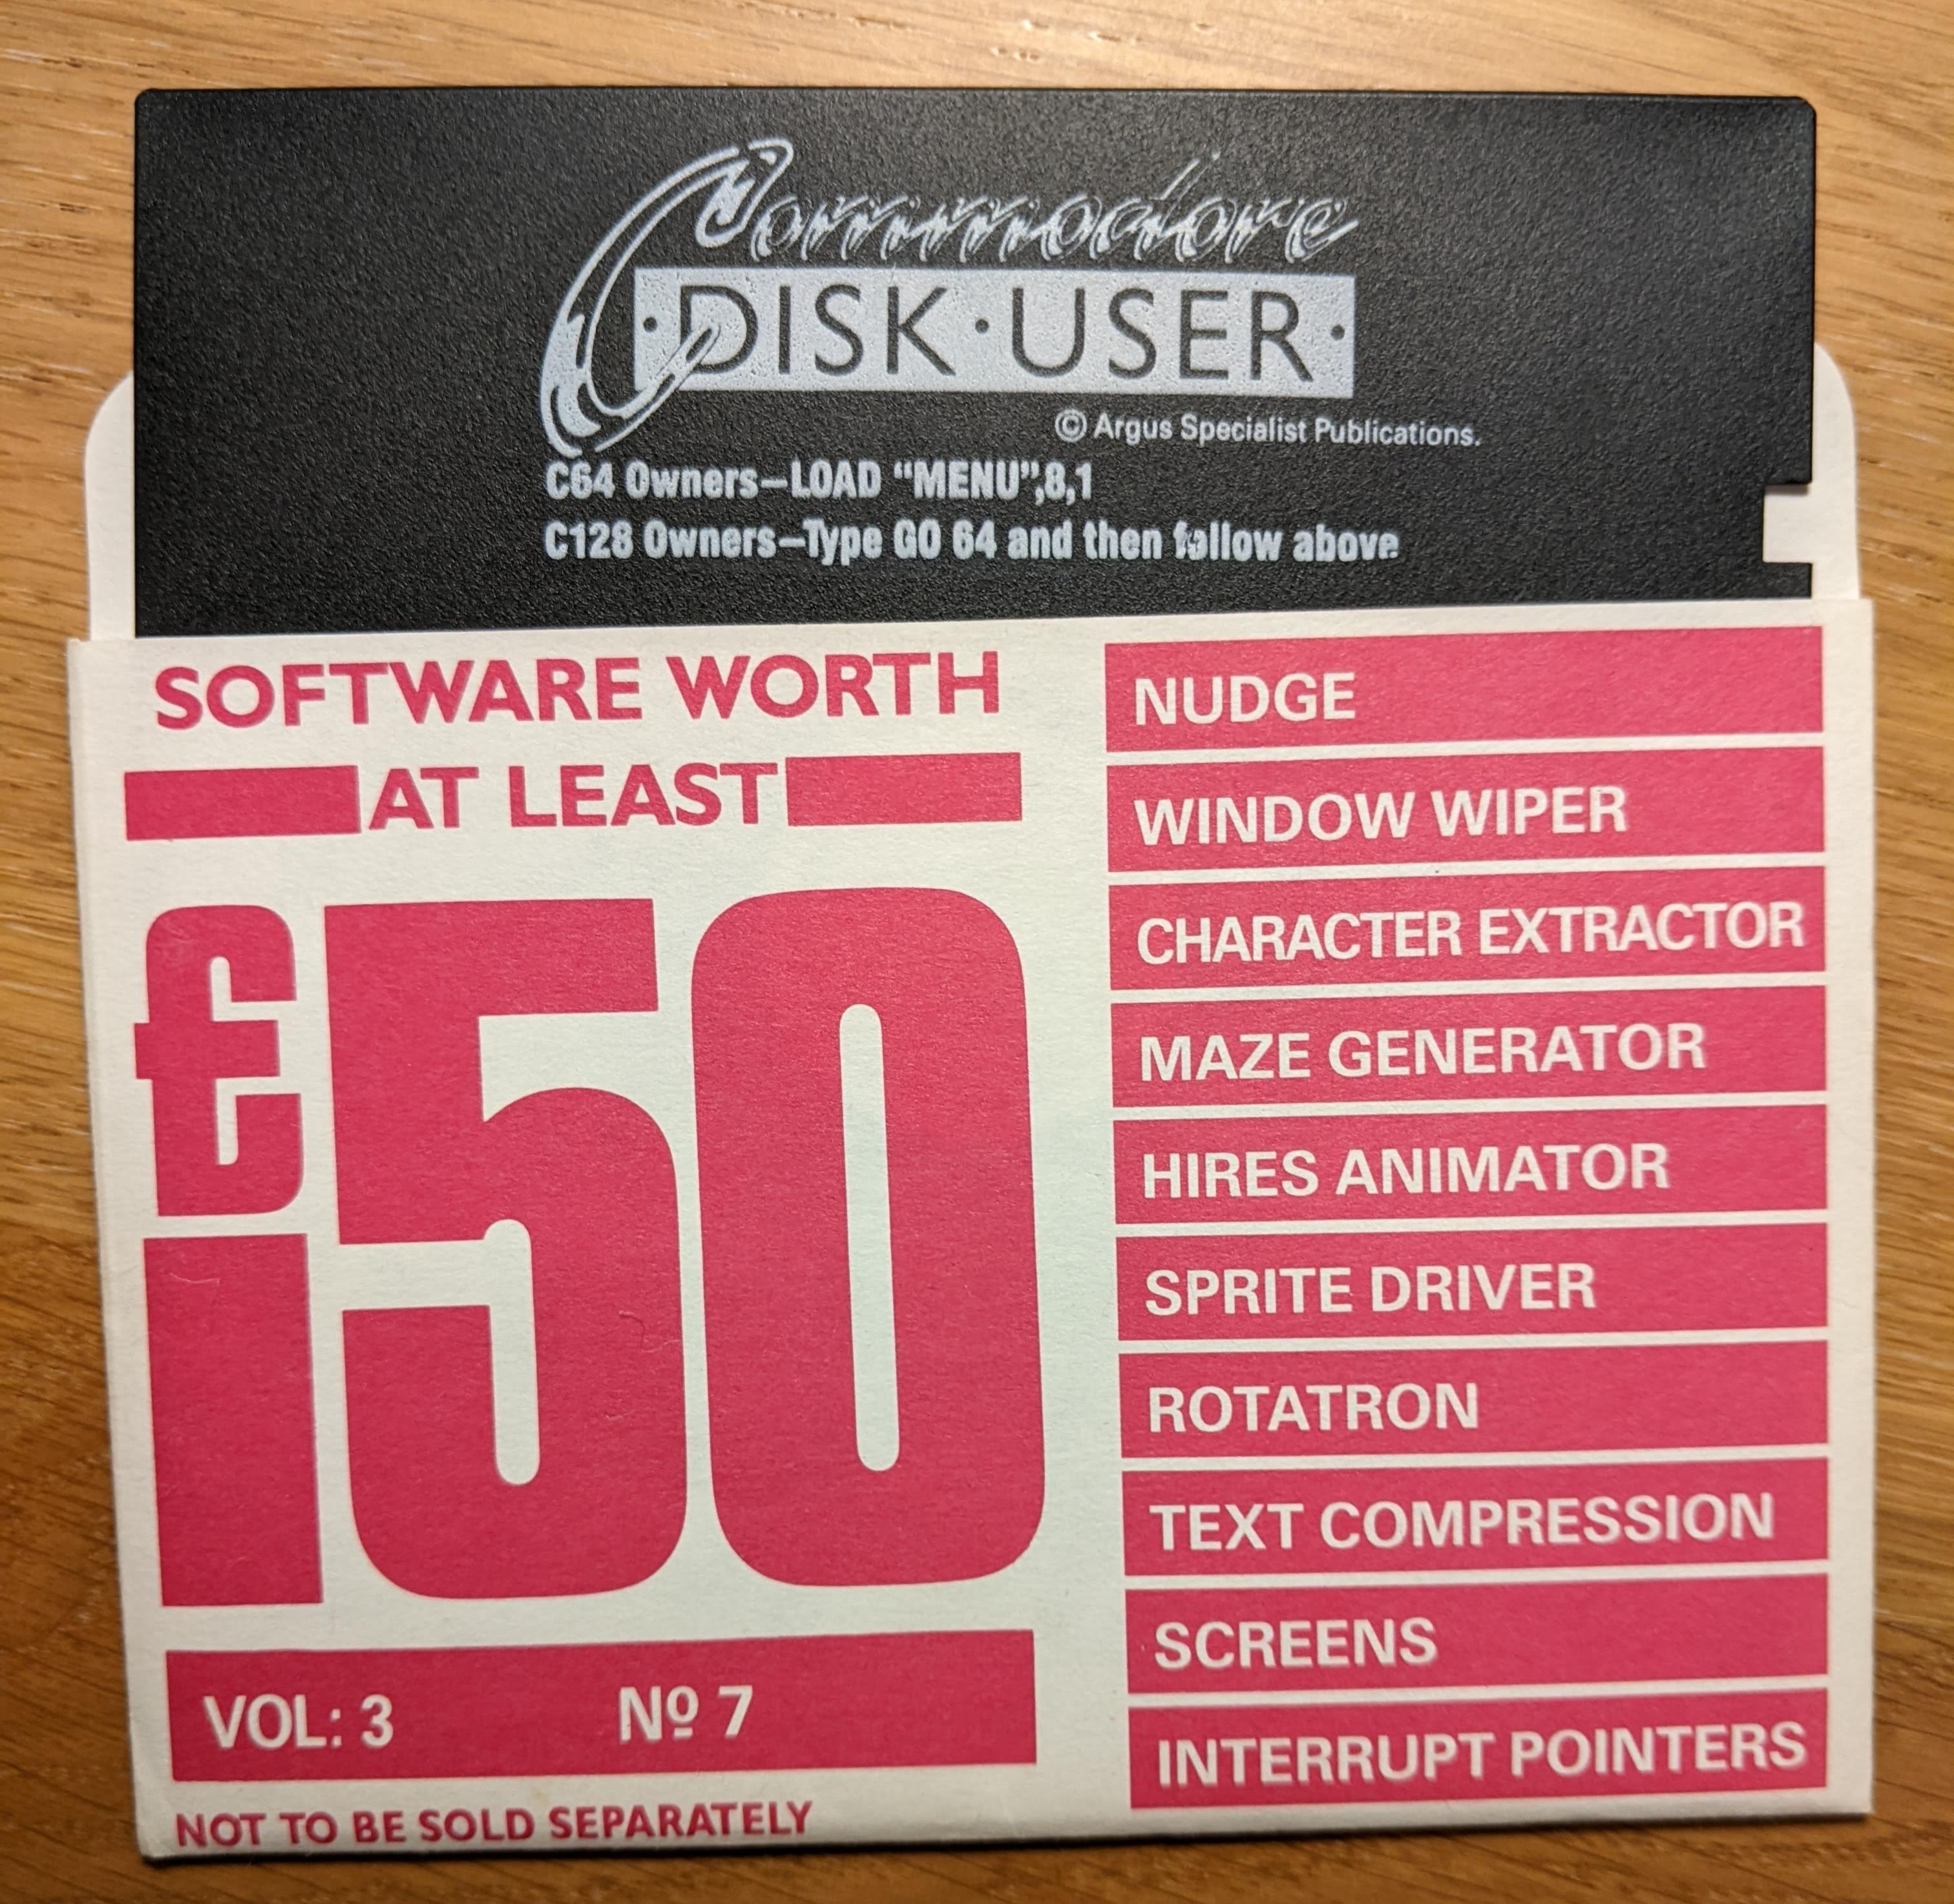 Commodore
·DISK·USER·
© Argus Specialist Publications.
C64 Owners–LOAD “MENU”,8,1
C128 Owners–Type GO 64 and then follow above
SOFTWARE WORTH
AT LEAST
£50
VOL: 3 Nº 7
NOT TO BE SOLD SEPARATELY
NUDGE
WINDOW WIPER
CHARACTER EXTRACTOR
MAZE GENERATOR
HIRES ANIMATOR
SPRITE DRIVER
ROTATRON
TEXT COMPRESSION
SCREENS
INTERRUPT POINTERS